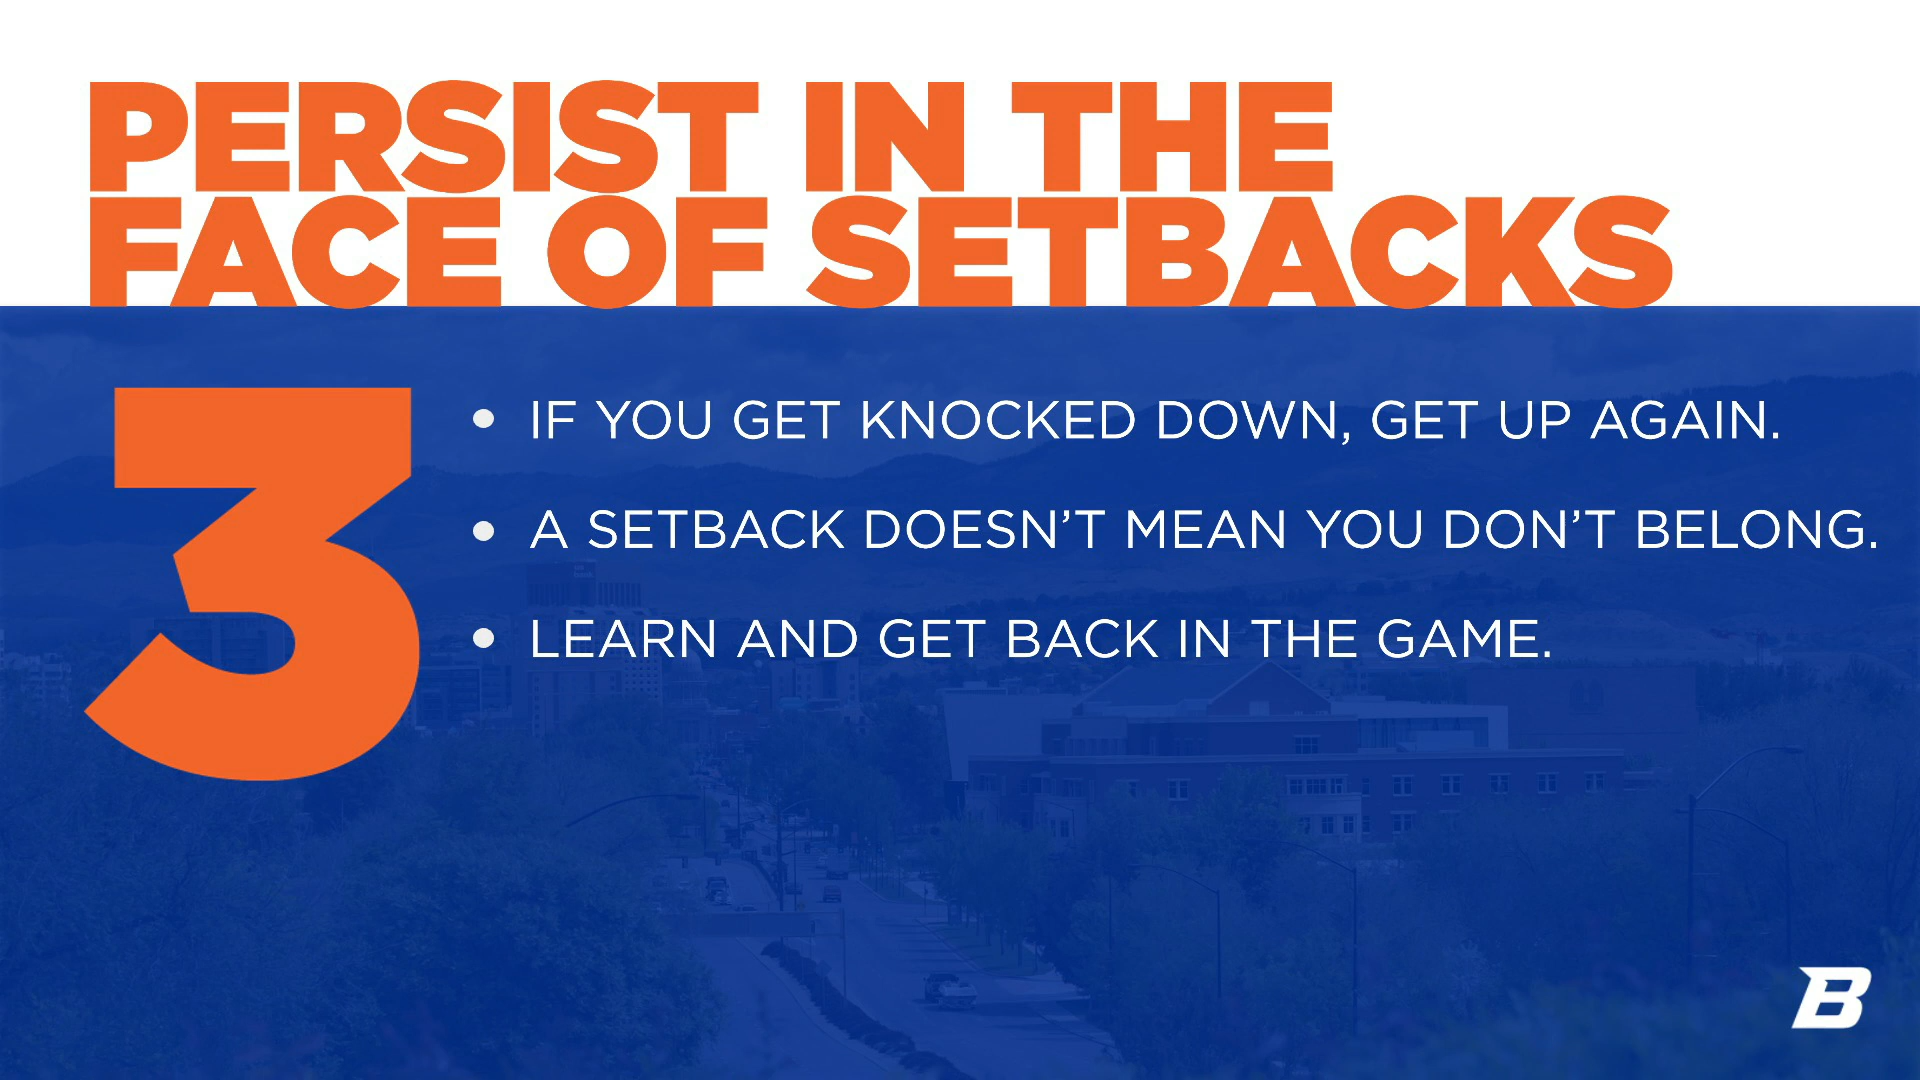 PERSIST IN THE
FACE OF SETBACKS
3
• IF YOU GET KNOCKED DOWN, GET UP AGAIN.
• A SETBACK DOESN’T MEAN YOU DON’T BELONG.
• LEARN AND GET BACK IN THE GAME.
B